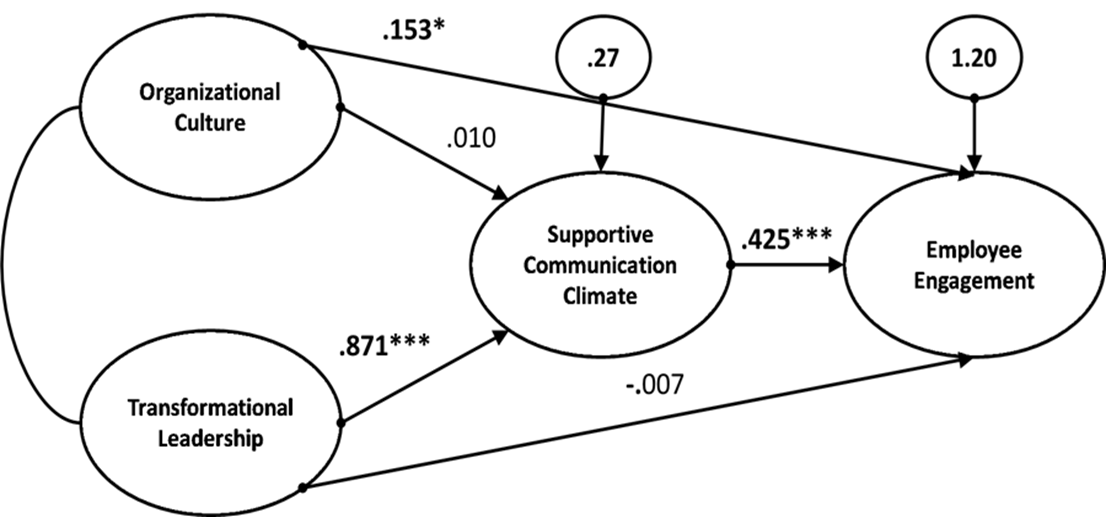 .153*
.27
1.20
Organizational
Culture
.010
Supportive
Communication
Climate
.425***
Employee
Engagement
.871***
-.007
Transformational
Leadership